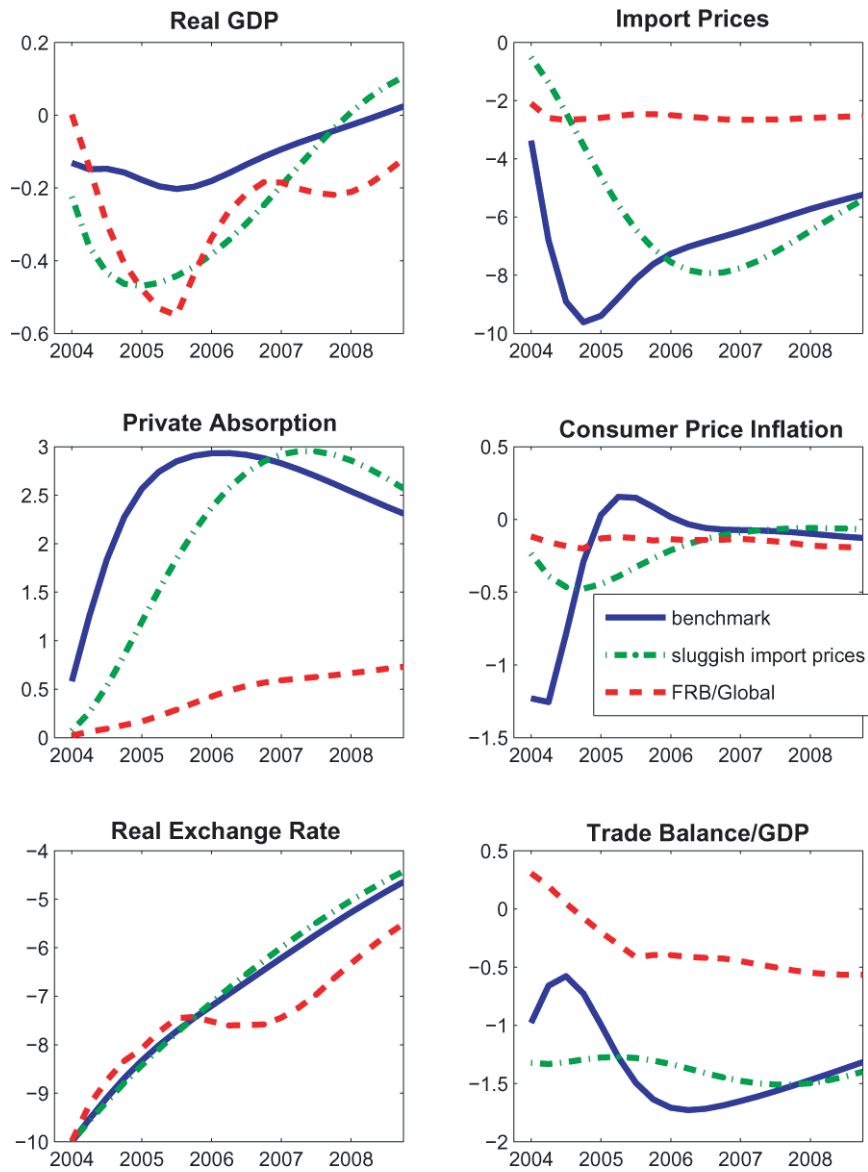 Real GDP
0.2
0
−0.2
−0.4
−0.6
2004 2005 2006 2007 2008
Import Prices
0
−2
−4
−6
−8
−10
2004 2005 2006 2007 2008
Private Absorption
3
2.5
2
1.5
1
0.5
0
2004 2005 2006 2007 2008
Consumer Price Inflation
0.5
0
−0.5
−1
−1.5
2004 2005 2006 2007 2008
benchmark
sluggish import prices
FRB/Global
Real Exchange Rate
−4
−5
−6
−7
−8
−9
−10
2004 2005 2006 2007 2008
Trade Balance/GDP
0.5
0
−0.5
−1
−1.5
−2
2004 2005 2006 2007 2008